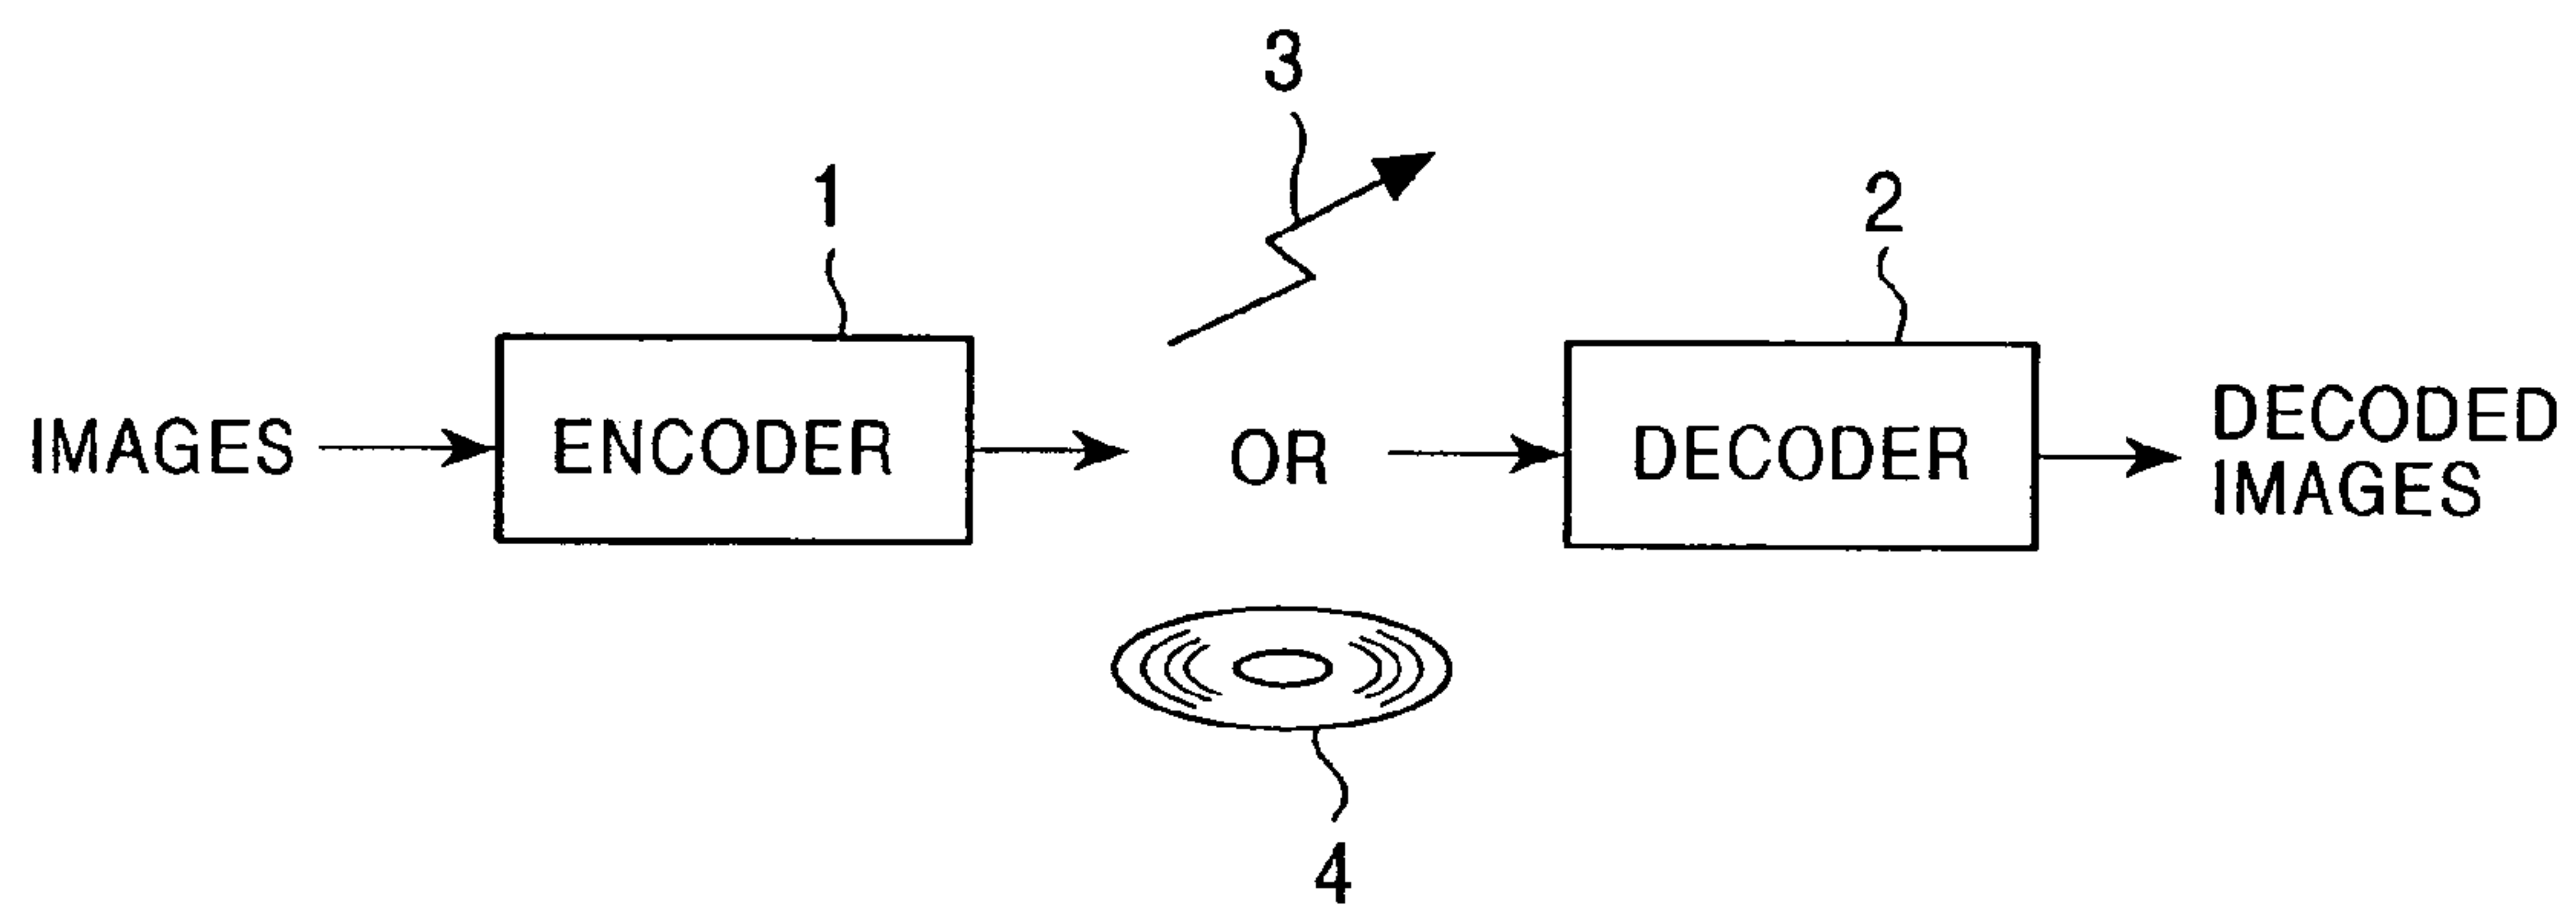 3
1
2
IMAGES
ENCODER
OR
DECODER
DECODED
IMAGES
4